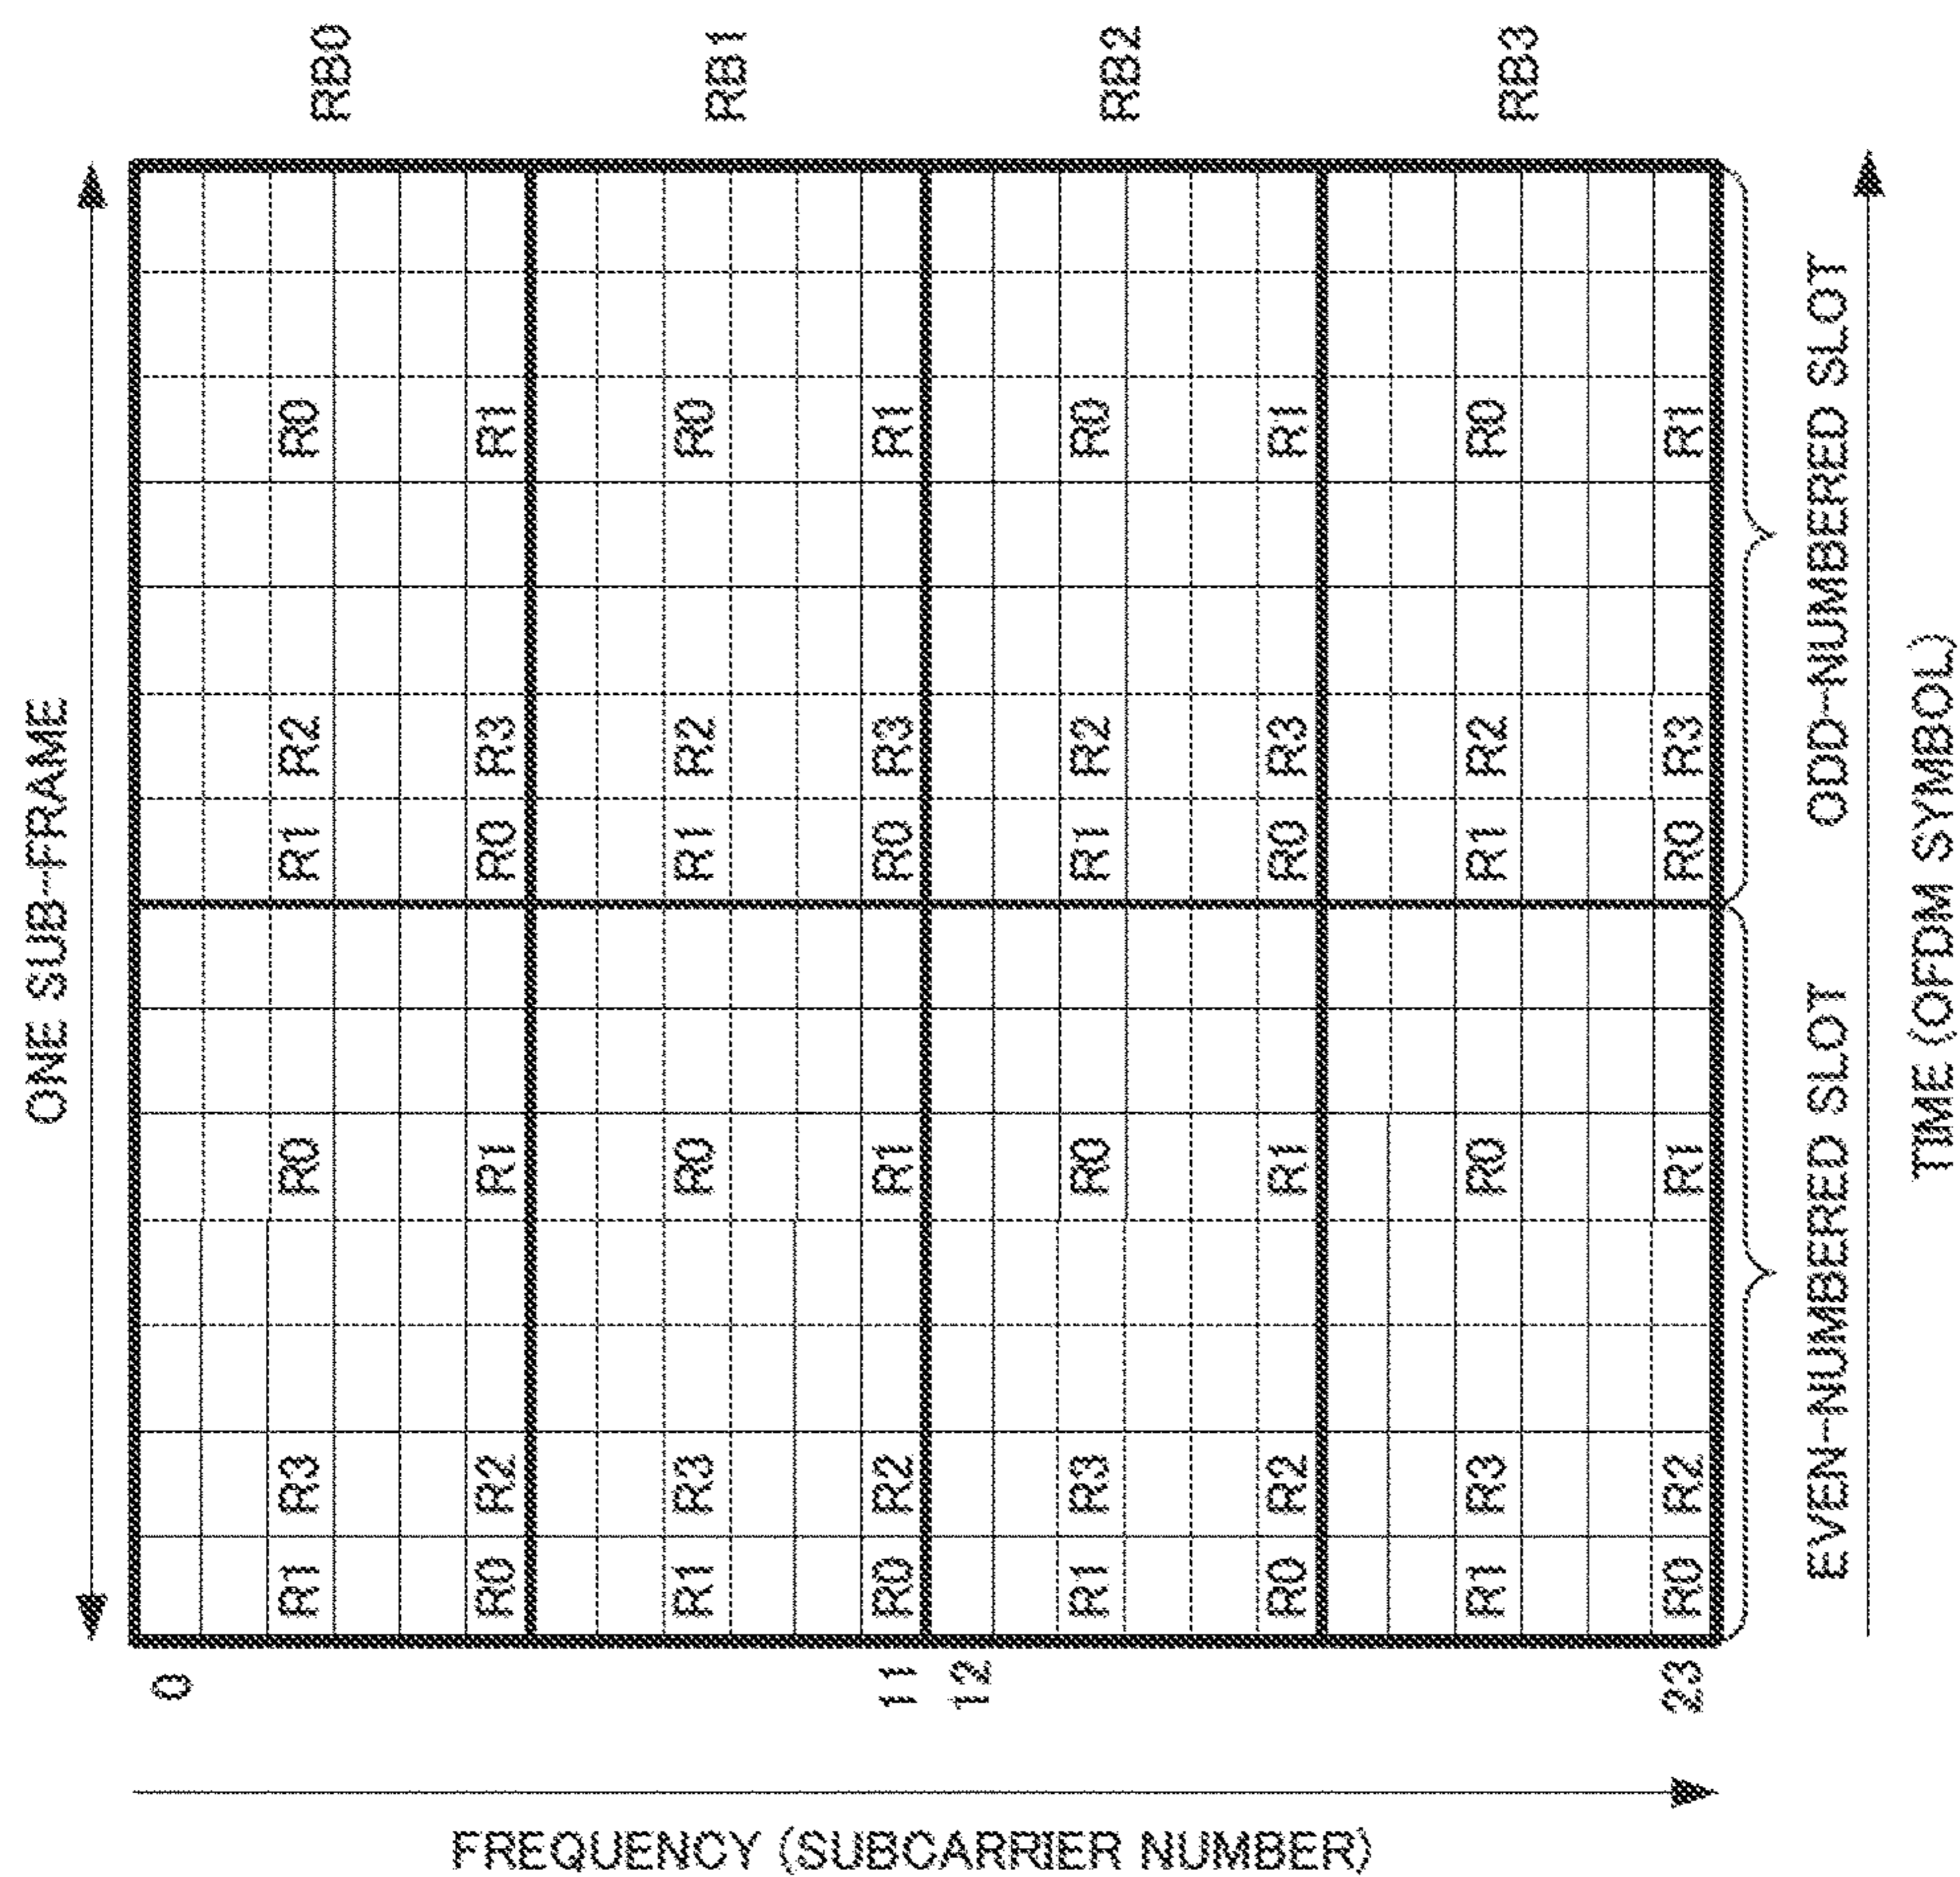 ONE SUB-FRAME
0
R1 R3 R0 R1 R2 R0
RB0
R0 R2 R1 R0 R3 R1
R1 R3 R0 R1 R2 R0
RB1
11 R0 R2 R1 R0 R3 R1
12
R1 R3 R0 R1 R2 R0
RB2
R0 R2 R1 R0 R3 R1
R1 R3 R0 R1 R2 R0
RB3
23 R0 R2 R1 R0 R3 R1
EVEN-NUMBERED SLOT ODD-NUMBERED SLOT
TIME (OFDM SYMBOL)
FREQUENCY (SUBCARRIER NUMBER)